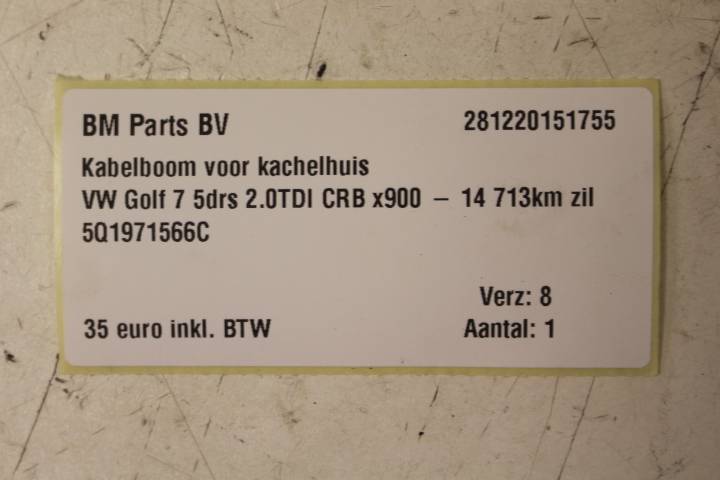 BM Parts BV 281220151755
Kabelboom voor kachelhuis
VW Golf 7 5drs 2.0TDI CRB x900 – 14 713km zil
5Q1971566C
Verz: 8
35 euro inkl. BTW Aantal: 1